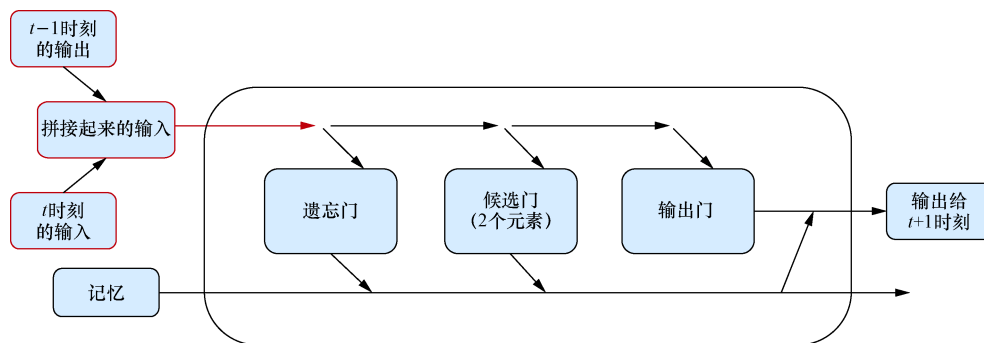 t−1时刻
的输出
拼接起来的输入
t时刻
的输入
遗忘门
候选门
（2个元素）
输出门
输出给
t+1时刻
记忆